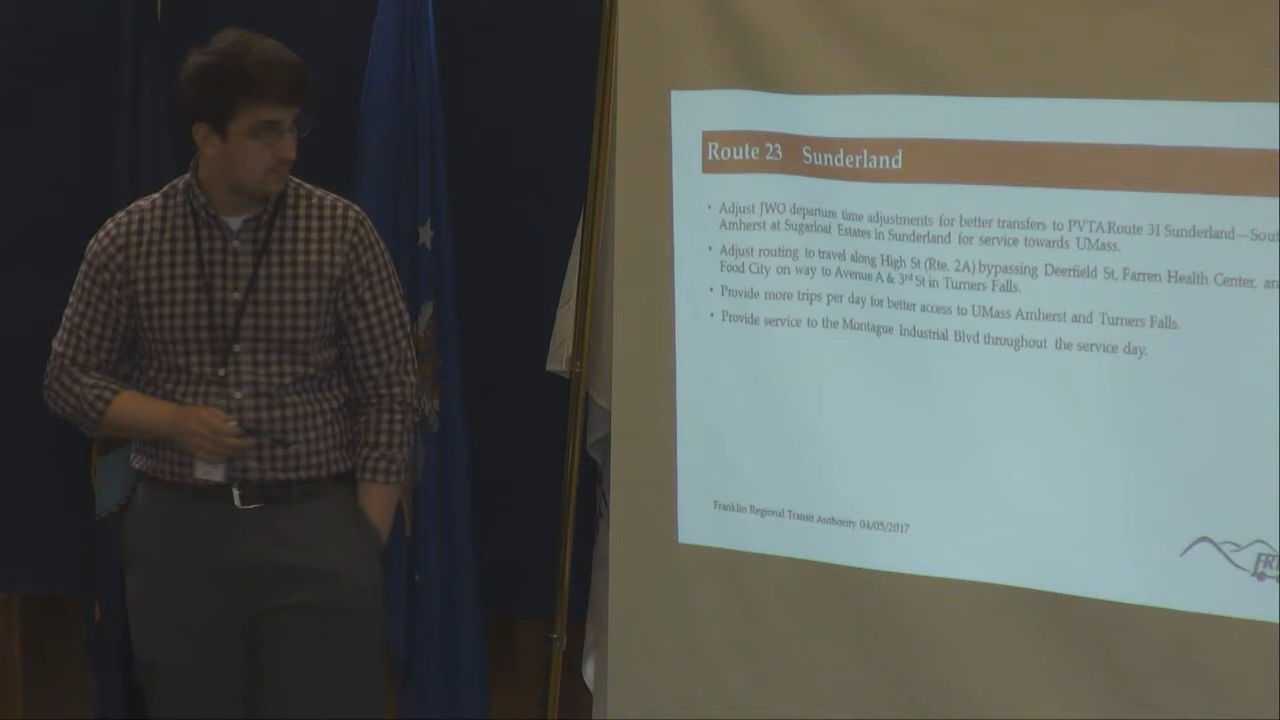 Route 23 Sunderland
• Adjust JWO departure time adjustments for better transfers to PVTA Route 31 Sunderland—Sout
Amherst at Sugarloaf Estates in Sunderland for service towards UMass.
• Adjust routing to travel along High St (Rte. 2A) bypassing Deerfield St, Farren Health Center, an
Food City on way to Avenue A & 3rd St in Turners Falls.
• Provide more trips per day for better access to UMass Amherst and Turners Falls.
• Provide service to the Montague Industrial Blvd throughout the service day.
Franklin Regional Transit Authority 04/05/2017
FR